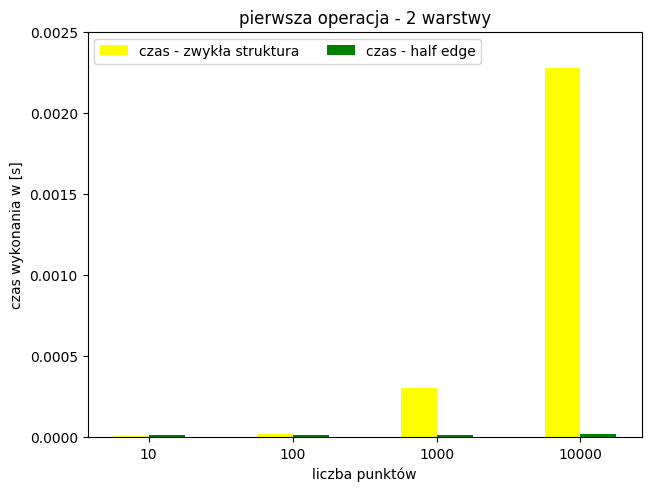 pierwsza operacja - 2 warstwy
czas - zwykła struktura
czas - half edge
czas wykonania w [s]
0.0025
0.0020
0.0015
0.0010
0.0005
0.0000
10 100 1000 10000
liczba punktów